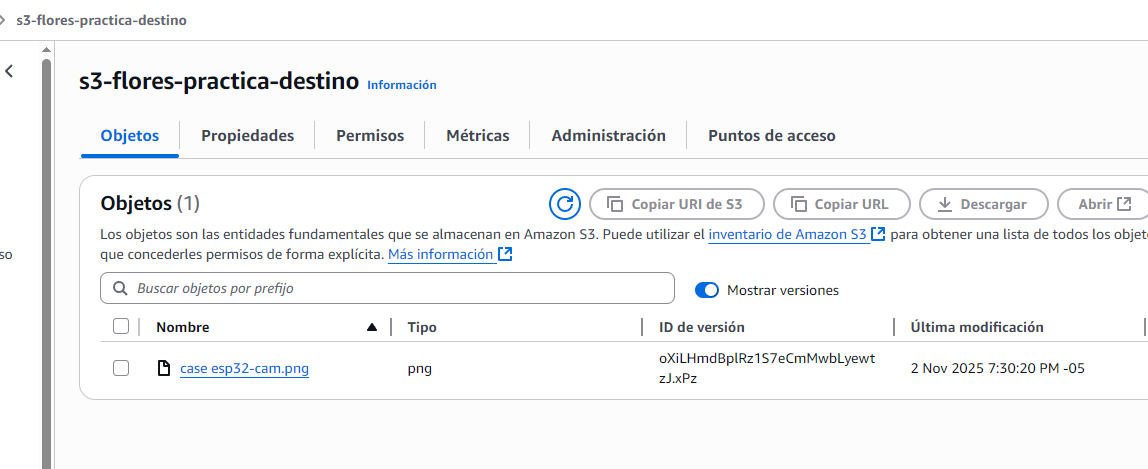 s3-flores-practica-destino
s3-flores-practica-destino Información
Objetos Propiedades Permisos Métricas Administración Puntos de acceso
Objetos (1) Copiar URI de S3 Copiar URL Descargar Abrir
Los objetos son las entidades fundamentales que se almacenan en Amazon S3. Puede utilizar el inventario de Amazon S3 para obtener una lista de todos los objeto
so
que concederles permisos de forma explícita. Más información
Buscar objetos por prefijo Mostrar versiones
Nombre Tipo ID de versión Última modificación
case esp32-cam.png png oXiLHmdBplRz1S7eCmMwbLyewt 2 Nov 2025 7:30:20 PM -05
zJ.xPz